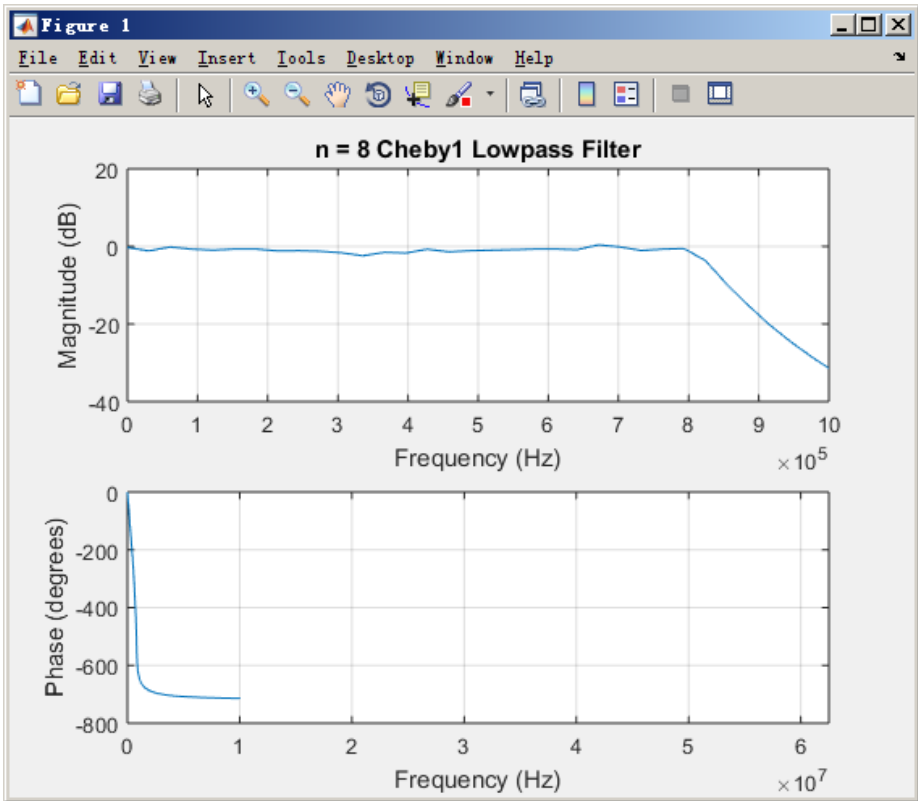 Figure 1
File Edit View Insert Tools Desktop Window Help
n = 8 Cheby1 Lowpass Filter
Magnitude (dB)
20
0
-20
-40
0 1 2 3 4 5 6 7 8 9 10
Frequency (Hz)
×10^5
Phase (degrees)
0
-200
-400
-600
-800
0 1 2 3 4 5 6
Frequency (Hz)
×10^7